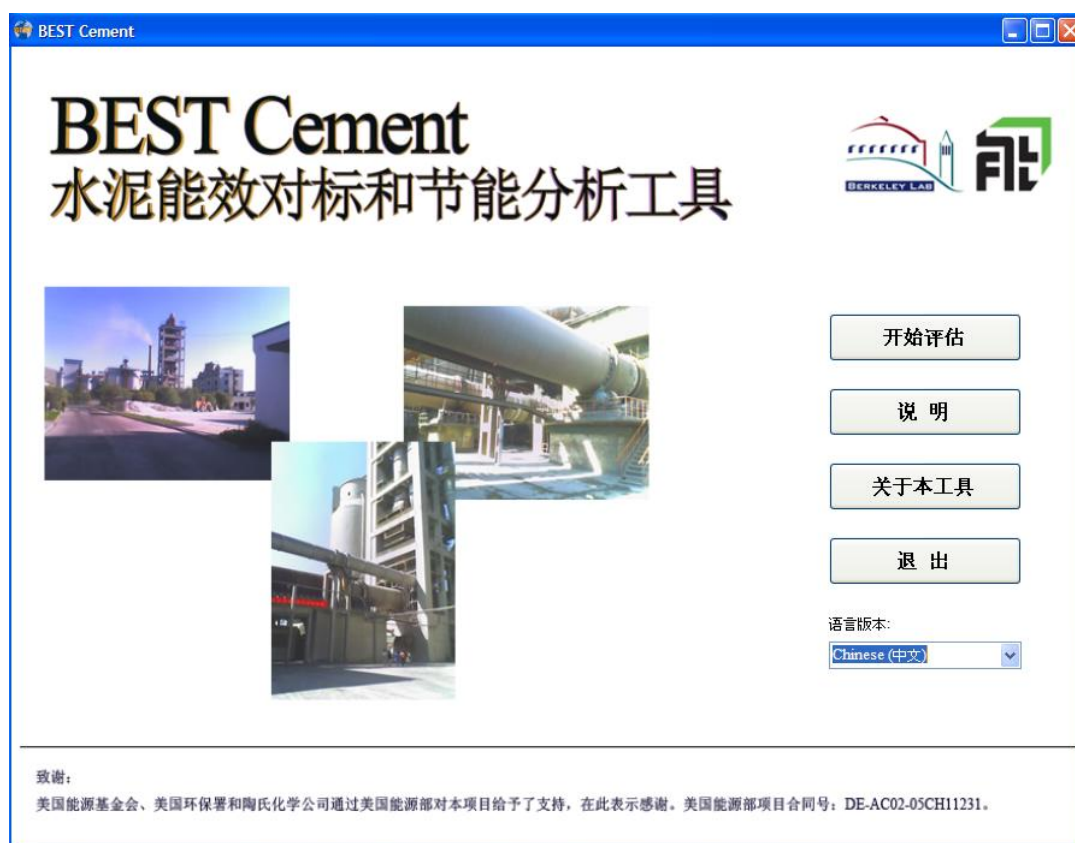 BEST Cement
BEST Cement
水泥能效对标和节能分析工具
BERKELEY LAB
开始评估
说 明
关于本工具
退 出
语言版本:
Chinese (中文)
致谢：
美国能源基金会、美国环保署和陶氏化学公司通过美国能源部对本项目给予了支持，在此表示感谢。美国能源部项目合同号：DE-AC02-05CH11231。